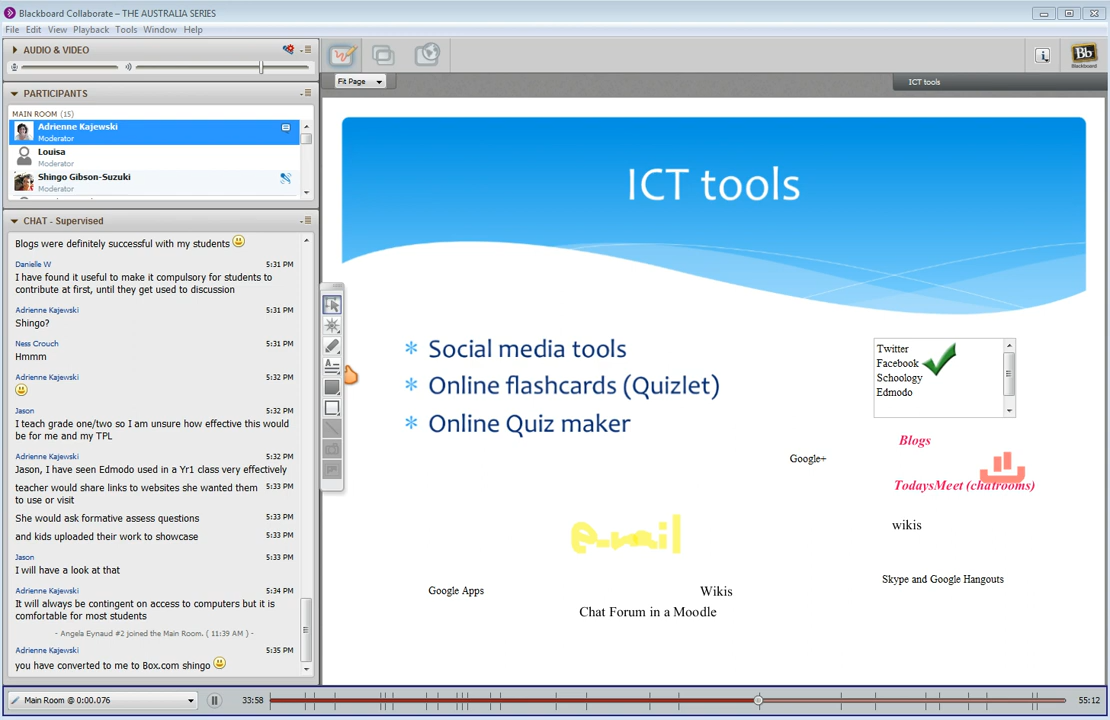 Blackboard Collaborate – THE AUSTRALIA SERIES
File Edit View Playback Tools Window Help
AUDIO & VIDEO
PARTICIPANTS
MAIN ROOM (15)
Adrienne Kajewski
Moderator
Louisa
Moderator
Shingo Gibson-Suzuki
Moderator
CHAT - Supervised
Blogs were definitely successful with my students
Danielle W 5:31 PM
I have found it useful to make it compulsory for students to
contribute at first, until they get used to discussion
Adrienne Kajewski 5:31 PM
Shingo?
Ness Crouch 5:31 PM
Hmmm
Adrienne Kajewski 5:32 PM
Jason 5:32 PM
I teach grade one/two so I am unsure how effective this would
be for me and my TPL
Adrienne Kajewski 5:32 PM
Jason, I have seen Edmodo used in a Yr1 class very effectively
teacher would share links to websites she wanted them 5:33 PM
to use or visit
She would ask formative assess questions 5:33 PM
and kids uploaded their work to showcase 5:33 PM
Jason 5:33 PM
I will have a look at that
Adrienne Kajewski 5:34 PM
It will always be contingent on access to computers but it is
comfortable for most students
- Angela Eynaud #2 joined the Main Room. ( 11:39 AM ) -
Adrienne Kajewski 5:35 PM
you have converted to me to Box.com shingo
Main Room @ 0:00.076
33:58
55:12
Fit Page
ICT tools
Bb
Blackboard
ICT tools
* Social media tools
* Online flashcards (Quizlet)
* Online Quiz maker
Twitter
Facebook
Schoology
Edmodo
Blogs
Google+
TodaysMeet (chatrooms)
wikis
e-mail
Skype and Google Hangouts
Google Apps
Wikis
Chat Forum in a Moodle